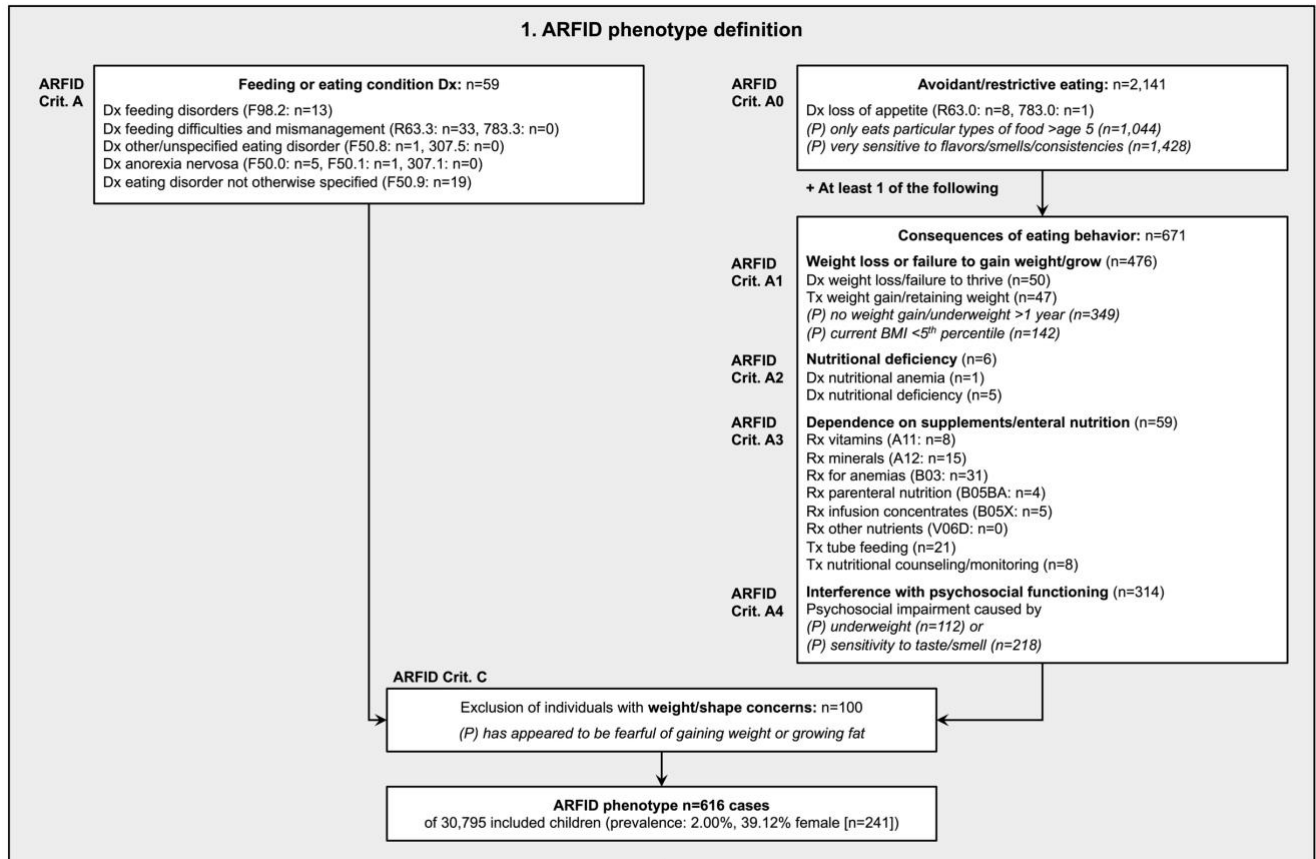 1. ARFID phenotype definition
ARFID
Crit. A
Feeding or eating condition Dx: n=59
Dx feeding disorders (F98.2: n=13)
Dx feeding difficulties and mismanagement (R63.3: n=33, 783.3: n=0)
Dx other/unspecified eating disorder (F50.8: n=1, 307.5: n=0)
Dx anorexia nervosa (F50.0: n=5, F50.1: n=1, 307.1: n=0)
Dx eating disorder not otherwise specified (F50.9: n=19)
ARFID
Crit. A0
Avoidant/restrictive eating: n=2,141
Dx loss of appetite (R63.0: n=8, 783.0: n=1)
(P) only eats particular types of food >age 5 (n=1,044)
(P) very sensitive to flavors/smells/consistencies (n=1,428)
+ At least 1 of the following
Consequences of eating behavior: n=671
ARFID
Crit. A1
Weight loss or failure to gain weight/grow (n=476)
Dx weight loss/failure to thrive (n=50)
Tx weight gain/retaining weight (n=47)
(P) no weight gain/underweight >1 year (n=349)
(P) current BMI <5th percentile (n=142)
ARFID
Crit. A2
Nutritional deficiency (n=6)
Dx nutritional anemia (n=1)
Dx nutritional deficiency (n=5)
ARFID
Crit. A3
Dependence on supplements/enteral nutrition (n=59)
Rx vitamins (A11: n=8)
Rx minerals (A12: n=15)
Rx for anemias (B03: n=31)
Rx parenteral nutrition (B05BA: n=4)
Rx infusion concentrates (B05X: n=5)
Rx other nutrients (V06D: n=0)
Tx tube feeding (n=21)
Tx nutritional counseling/monitoring (n=8)
ARFID
Crit. A4
Interference with psychosocial functioning (n=314)
Psychosocial impairment caused by
(P) underweight (n=112) or
(P) sensitivity to taste/smell (n=218)
ARFID Crit. C
Exclusion of individuals with weight/shape concerns: n=100
(P) has appeared to be fearful of gaining weight or growing fat
ARFID phenotype n=616 cases
of 30,795 included children (prevalence: 2.00%, 39.12% female [n=241])